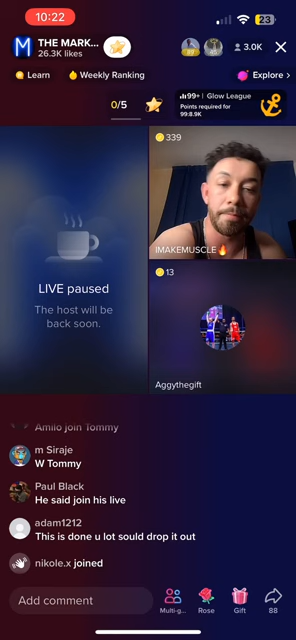 10:22
23
M THE MARK...
26.3K likes
3.0K
Learn
Weekly Ranking
Explore >
0/5
99+ | Glow League
Points required for
99:8.9K
339
IMAKEMUSCLE
LIVE paused
The host will be
back soon.
13
Aggythegift
Amilo join Tommy
m Siraje
W Tommy
Paul Black
He said join his live
adam1212
This is done u lot sould drop it out
nikole.x joined
Add comment
Multi-g...
Rose
Gift
88